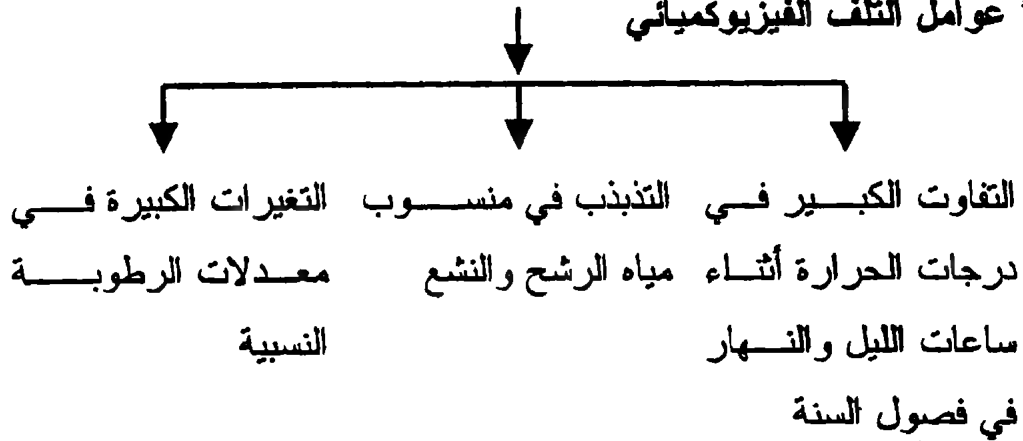 عوامل التلف الفيزيوكميائي
التفاوت الكبير في
درجات الحرارة أثناء
ساعات الليل والنهار
في فصول السنة
التذبذب في منسوب
مياه الرشح والنشع
التغيرات الكبيرة في
معدلات الرطوبة
النسبية